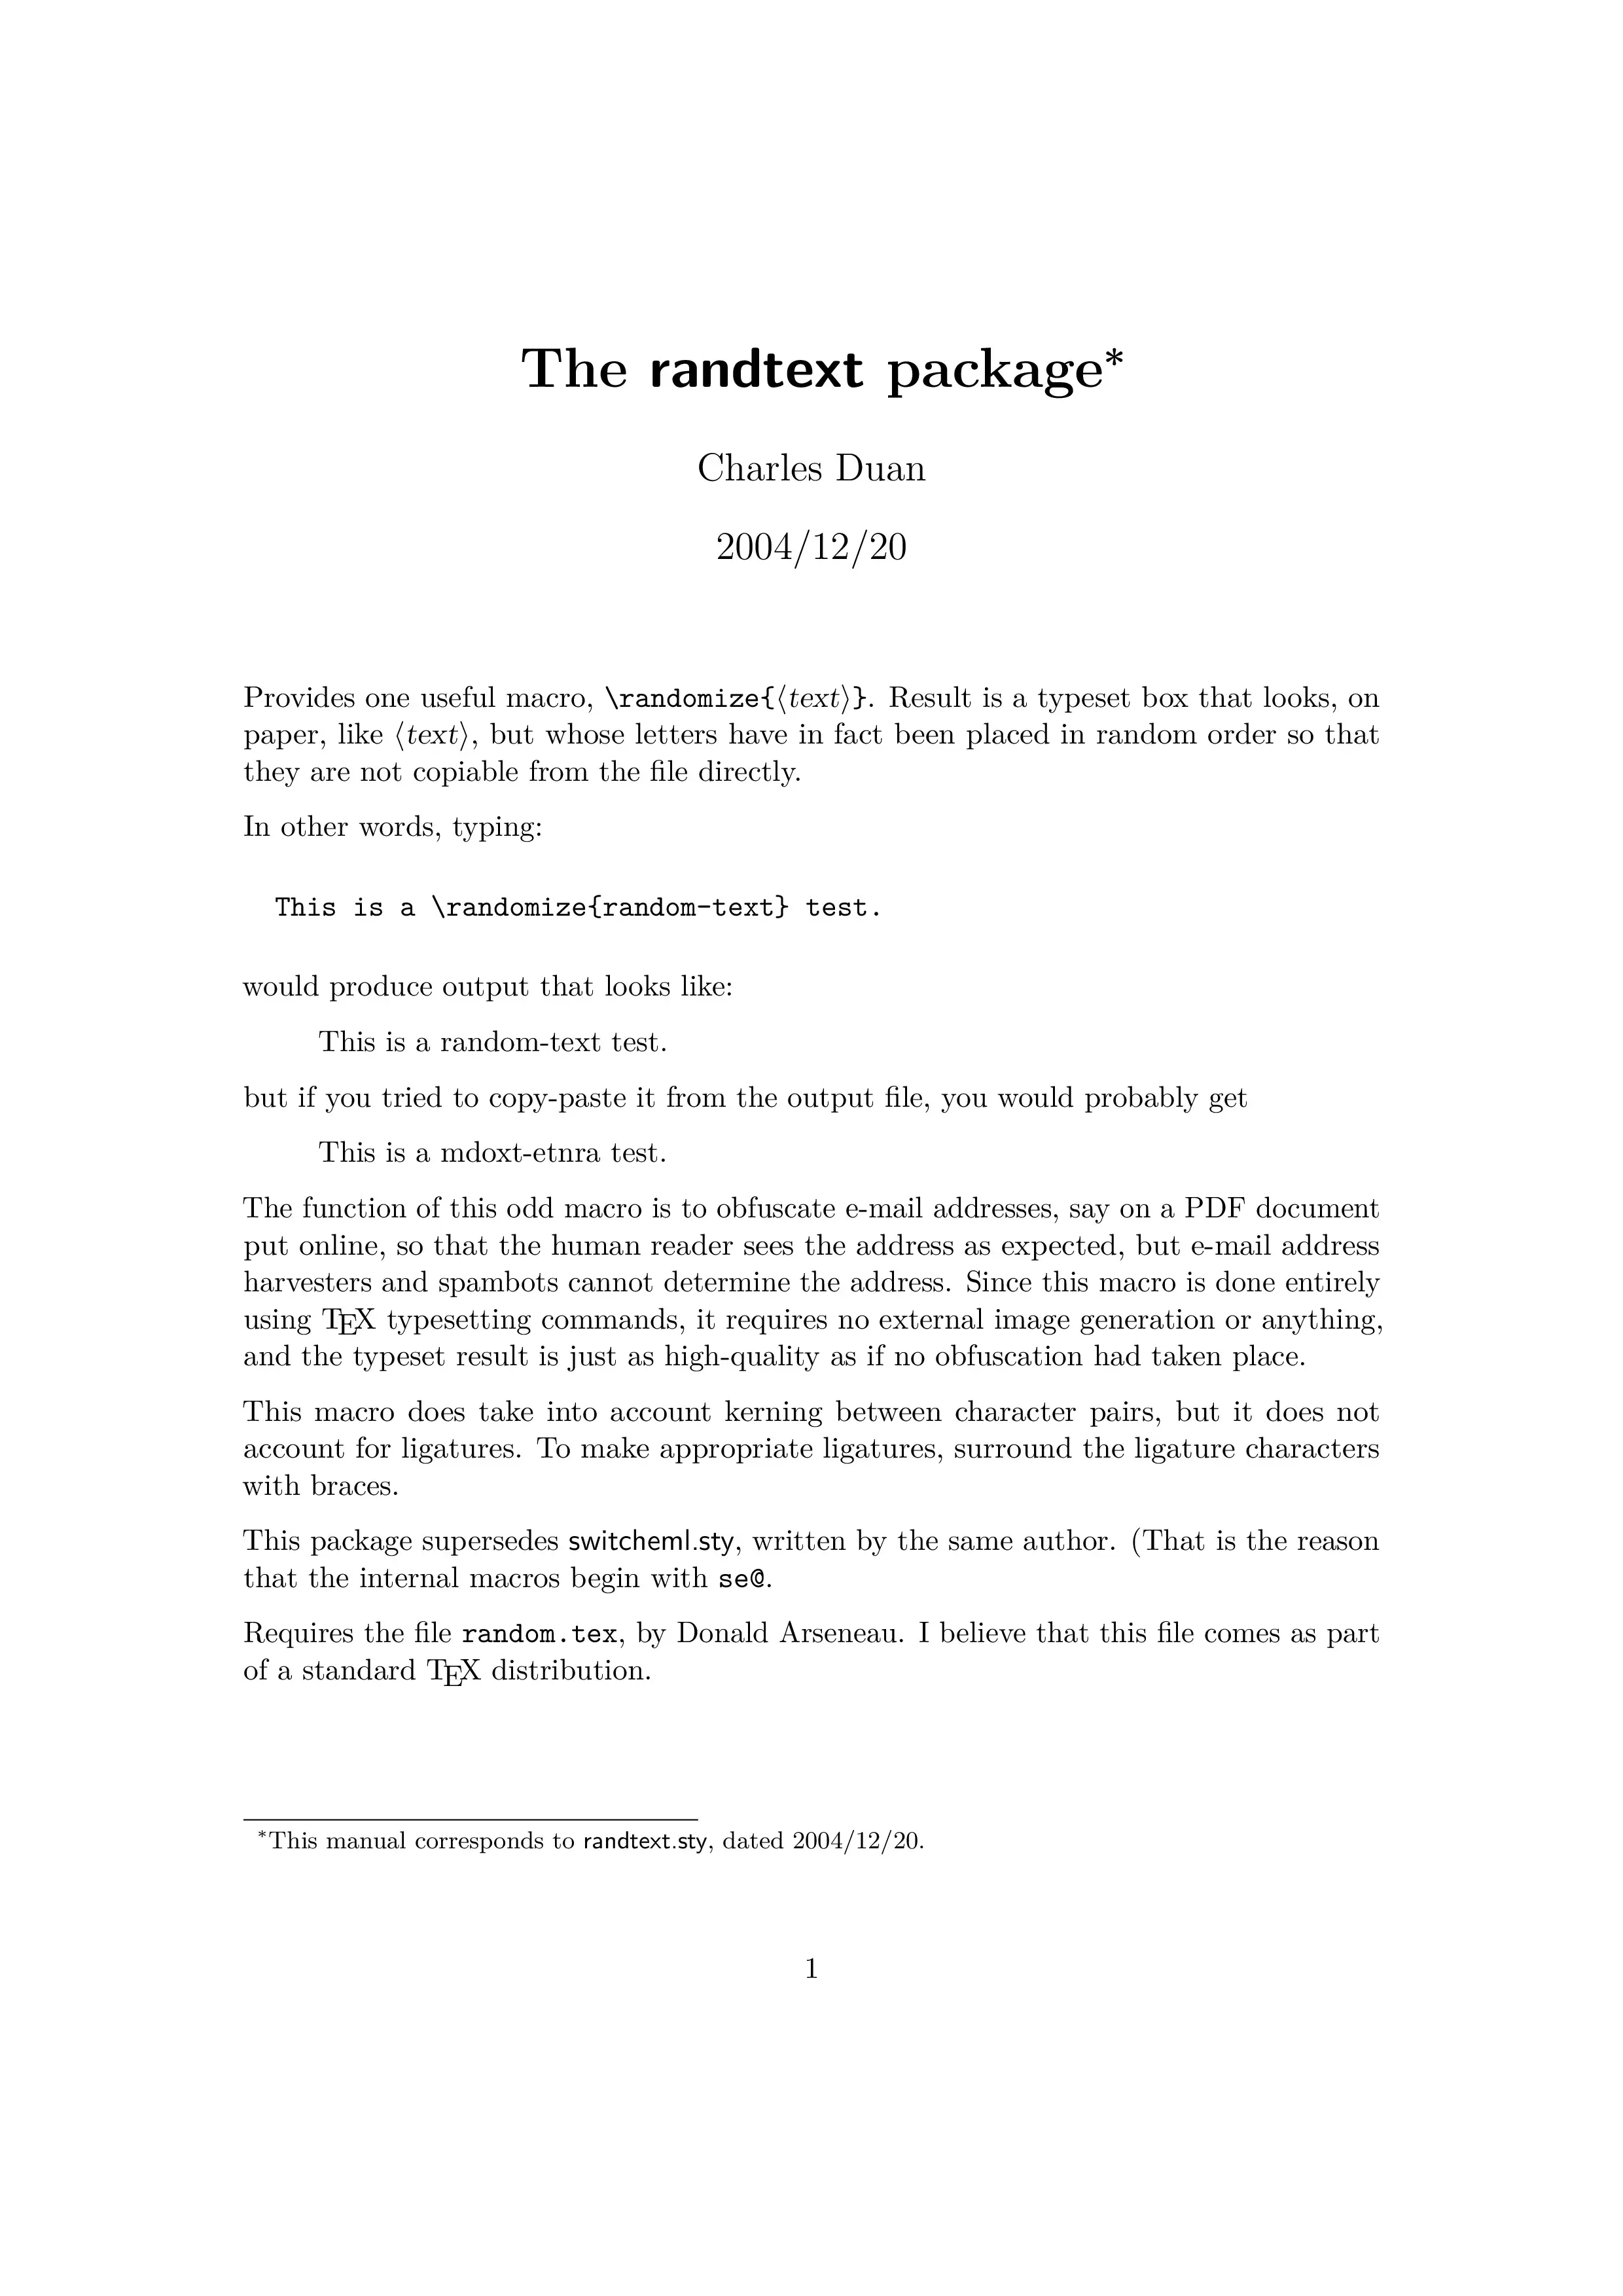 The randtext package*
Charles Duan
2004/12/20
Provides one useful macro, \randomize{⟨text⟩}. Result is a typeset box that looks, on
paper, like ⟨text⟩, but whose letters have in fact been placed in random order so that
they are not copiable from the file directly.
In other words, typing:
This is a \randomize{random-text} test.
would produce output that looks like:
This is a random-text test.
but if you tried to copy-paste it from the output file, you would probably get
This is a mdoxt-etnra test.
The function of this odd macro is to obfuscate e-mail addresses, say on a PDF document
put online, so that the human reader sees the address as expected, but e-mail address
harvesters and spambots cannot determine the address. Since this macro is done entirely
using TEX typesetting commands, it requires no external image generation or anything,
and the typeset result is just as high-quality as if no obfuscation had taken place.
This macro does take into account kerning between character pairs, but it does not
account for ligatures. To make appropriate ligatures, surround the ligature characters
with braces.
This package supersedes switcheml.sty, written by the same author. (That is the reason
that the internal macros begin with se@.
Requires the file random.tex, by Donald Arseneau. I believe that this file comes as part
of a standard TEX distribution.
*This manual corresponds to randtext.sty, dated 2004/12/20.
1